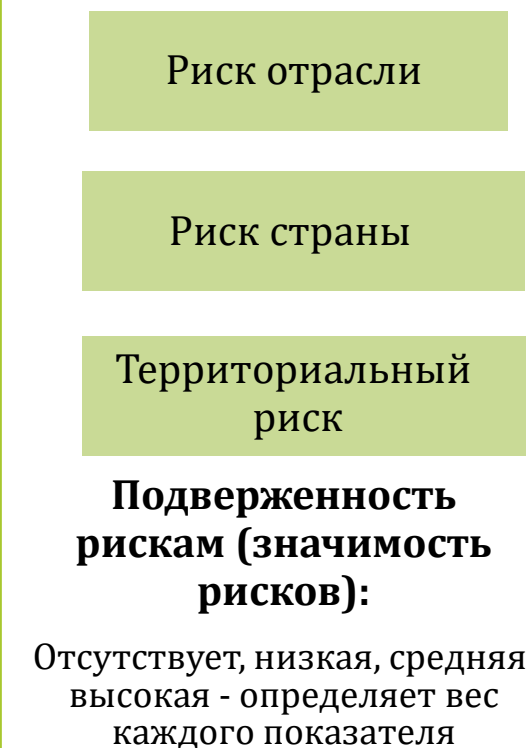 Риск отрасли
Риск страны
Территориальный
риск
Подверженность
рискам (значимость
рисков):
Отсутствует, низкая, средняя
высокая - определяет вес
каждого показателя